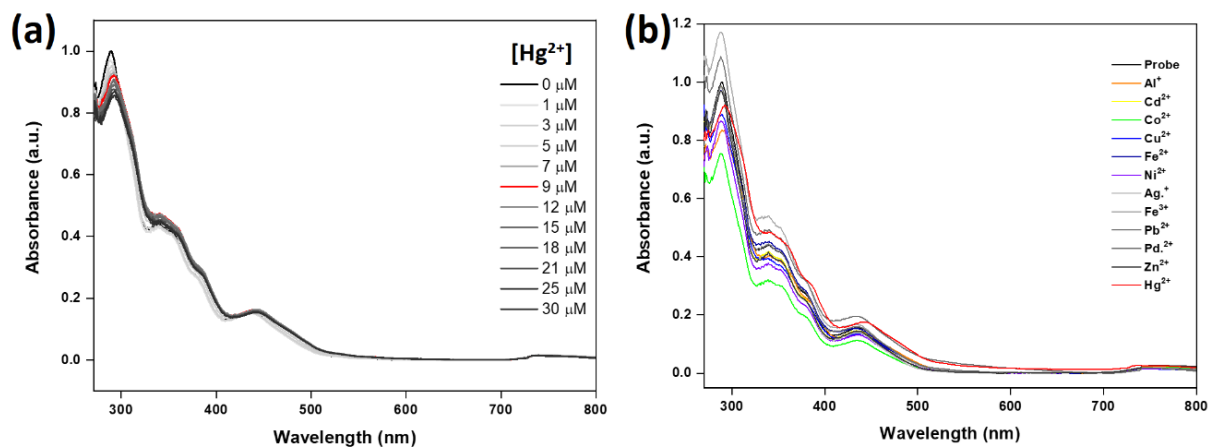 (a)
[Hg²⁺]
0 μM
1 μM
3 μM
5 μM
7 μM
9 μM
12 μM
15 μM
18 μM
21 μM
25 μM
30 μM
1.0
0.8
0.6
0.4
0.2
0.0
Absorbance (a.u.)
300 400 500 600 700 800
Wavelength (nm)
(b)
Probe
Al⁺
Cd²⁺
Co²⁺
Cu²⁺
Fe²⁺
Ni²⁺
Ag.⁺
Fe³⁺
Pb²⁺
Pd.²⁺
Zn²⁺
Hg²⁺
1.2
1.0
0.8
0.6
0.4
0.2
0.0
Absorbance (a.u.)
300 400 500 600 700 800
Wavelength (nm)